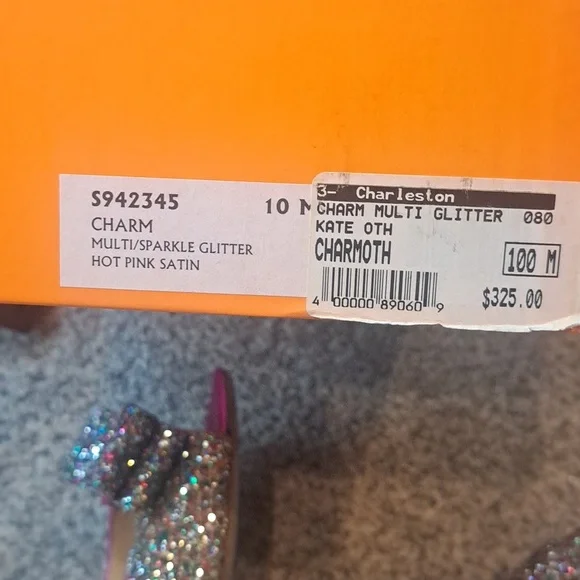 S942345 10 M
CHARM
MULTI/SPARKLE GLITTER
HOT PINK SATIN
3- Charleston
CHARM MULTI GLITTER 080
KATE OTH
CHARMOTH 100 M
4 00000 89060 9 $325.00